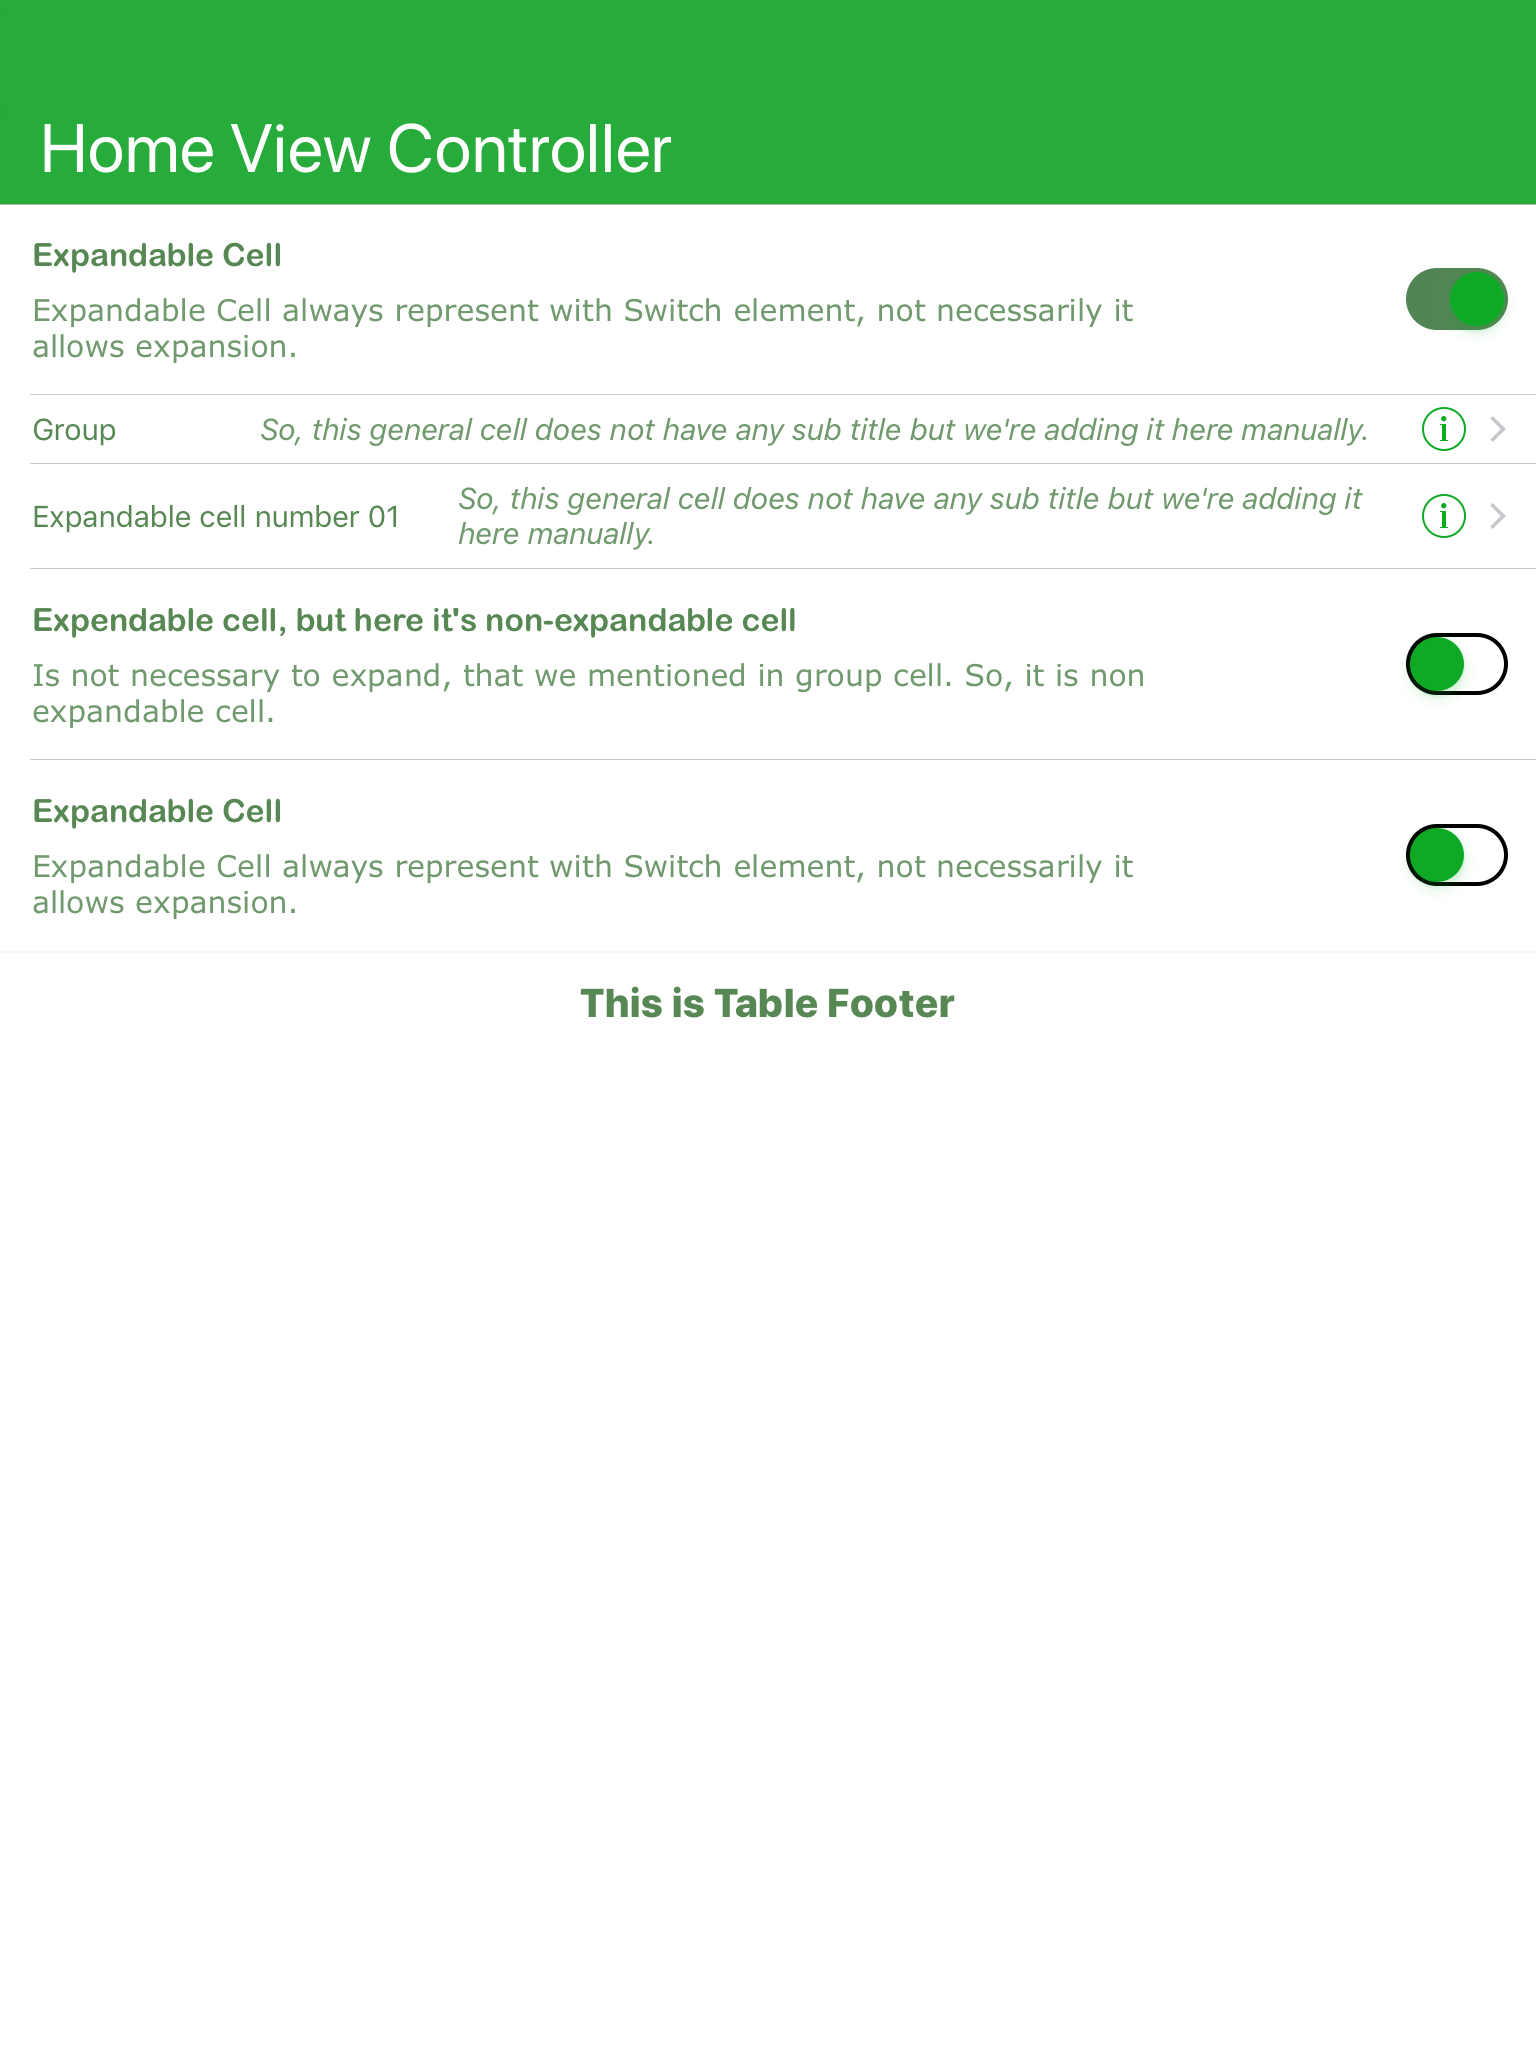 Home View Controller
Expandable Cell
Expandable Cell always represent with Switch element, not necessarily it
allows expansion.
Group So, this general cell does not have any sub title but we're adding it here manually.
Expandable cell number 01 So, this general cell does not have any sub title but we're adding it
here manually.
Expendable cell, but here it's non-expandable cell
Is not necessary to expand, that we mentioned in group cell. So, it is non
expandable cell.
Expandable Cell
Expandable Cell always represent with Switch element, not necessarily it
allows expansion.
This is Table Footer